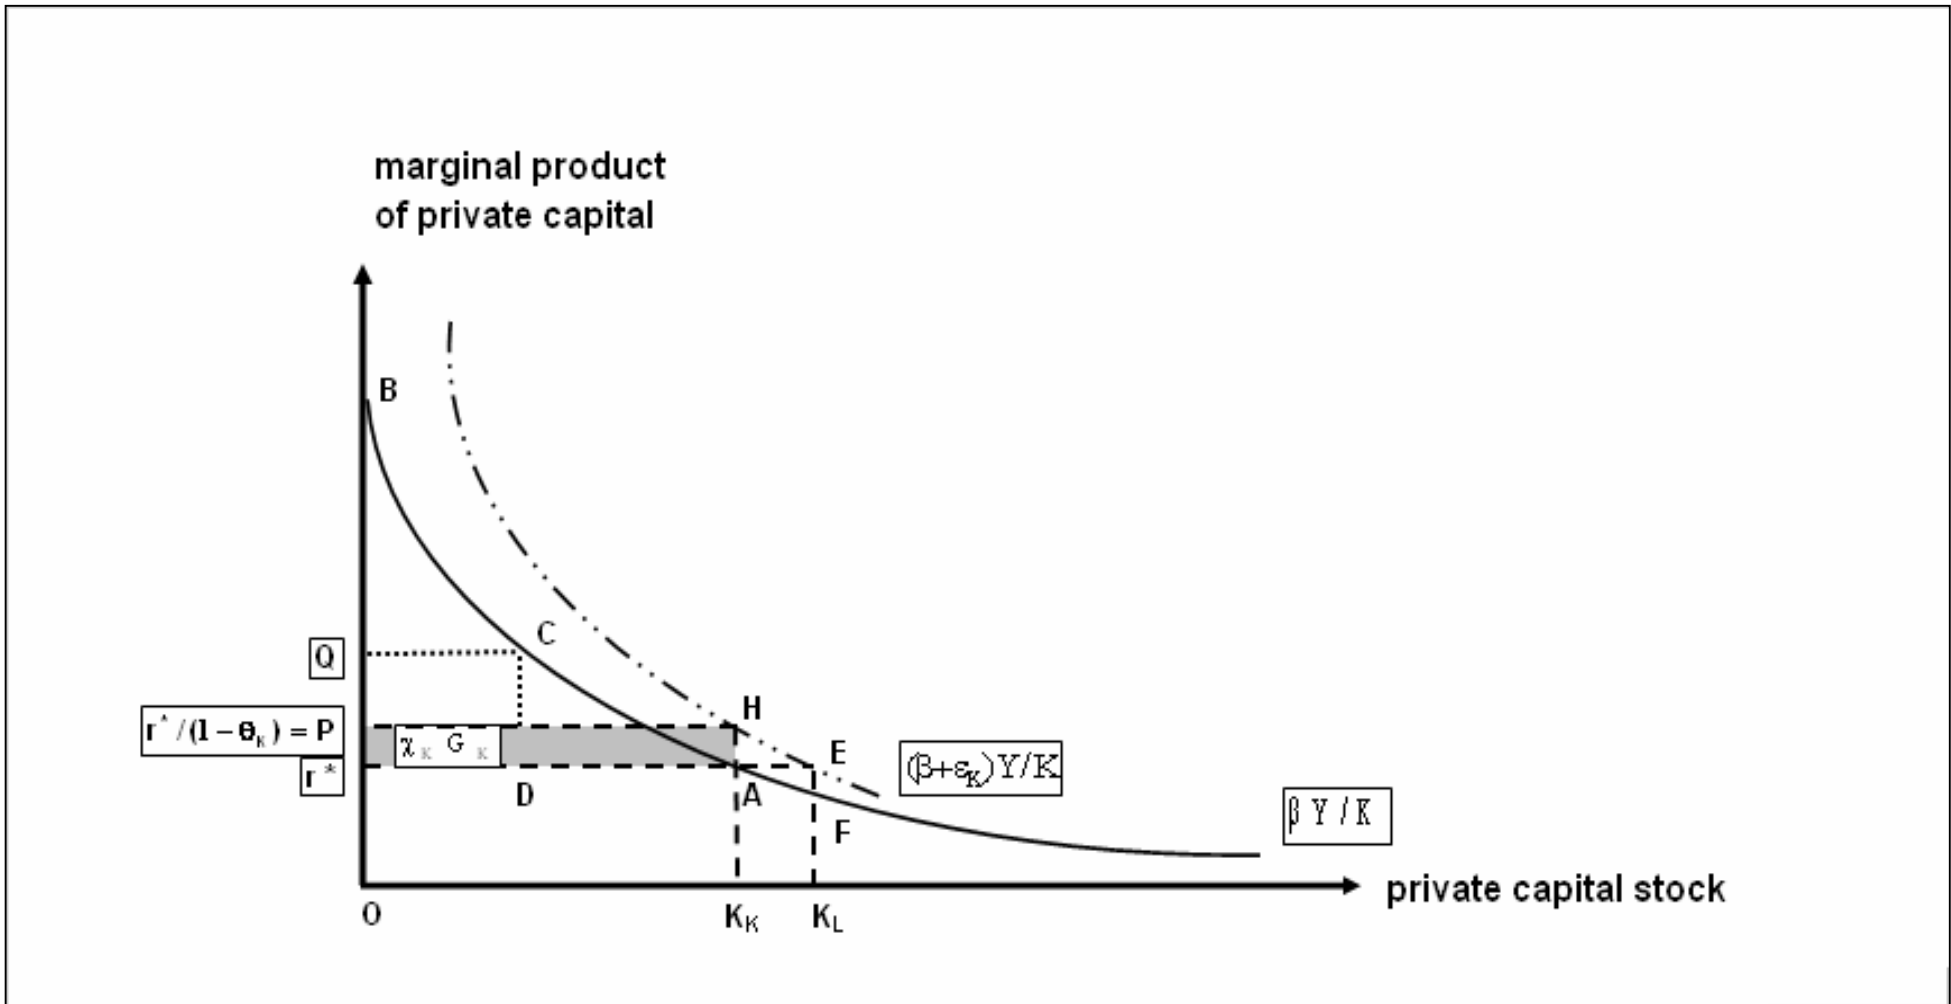 marginal product
of private capital
B
C
Q
H
r*/(1−θK) = P
χK GK
E
(β+εK)Y/K
r*
D
A
F
β Y / K
private capital stock
O
KK
KL